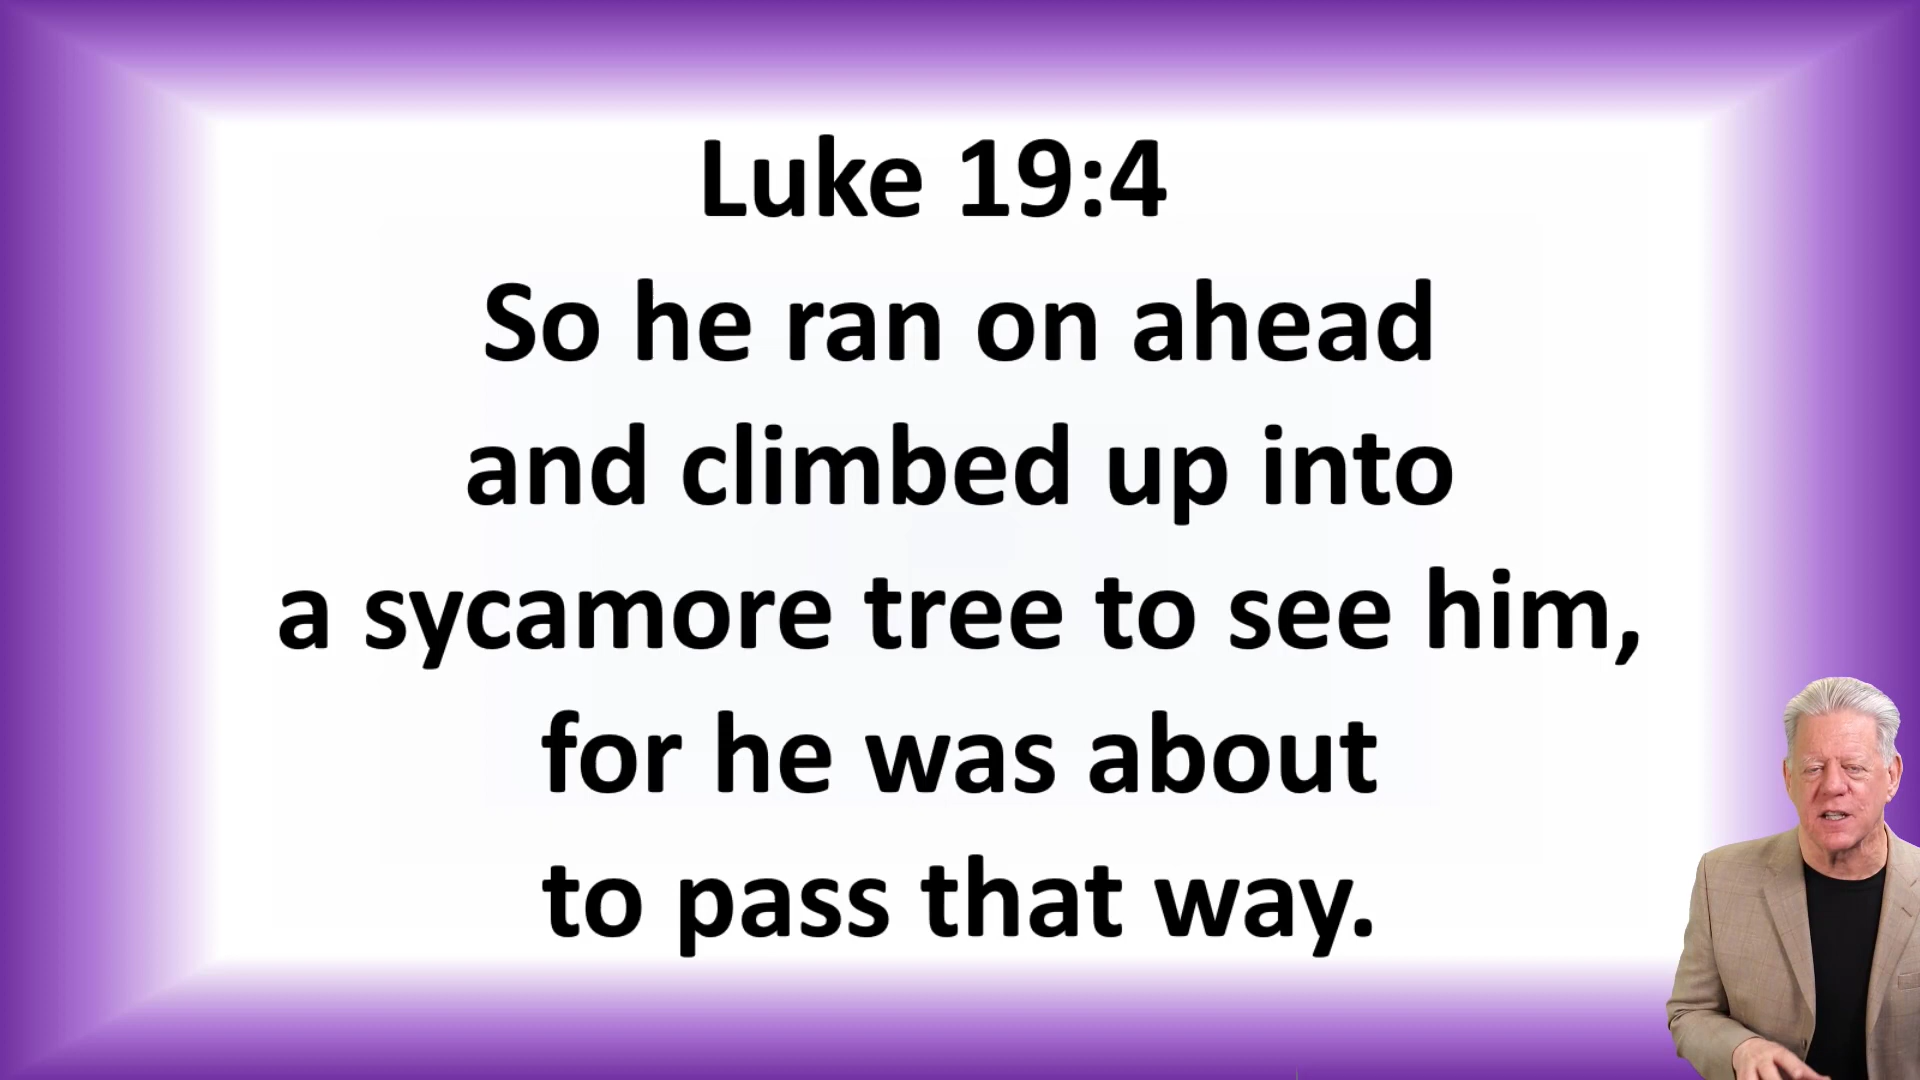 Luke 19:4
So he ran on ahead
and climbed up into
a sycamore tree to see him,
for he was about
to pass that way.